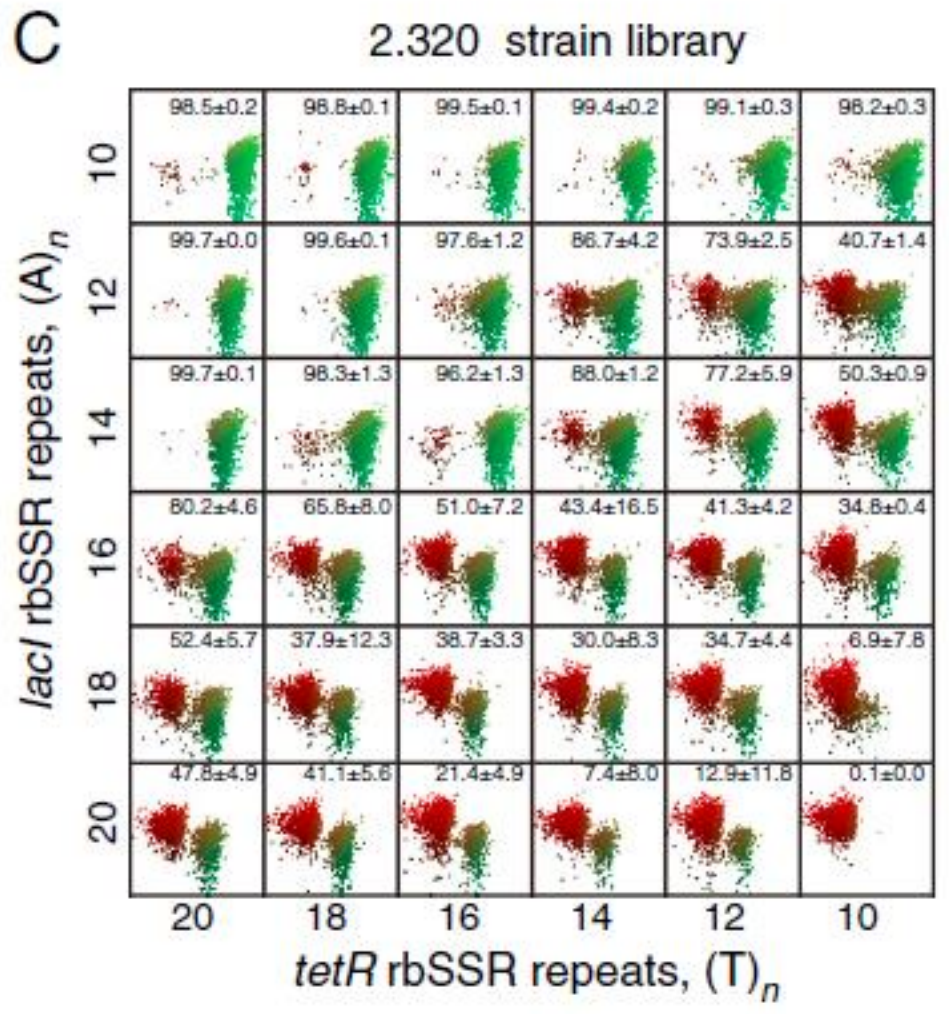 C
2.320 strain library
98.5±0.2 98.8±0.1 99.5±0.1 99.4±0.2 99.1±0.3 98.2±0.3
10
99.7±0.0 99.6±0.1 97.6±1.2 86.7±4.2 73.9±2.5 40.7±1.4
12
99.7±0.1 98.3±1.3 96.2±1.3 88.0±1.2 77.2±5.9 50.3±0.9
14
80.2±4.6 65.8±8.0 51.0±7.2 43.4±16.5 41.3±4.2 34.8±0.4
16
52.4±5.7 37.9±12.3 38.7±3.3 30.0±8.3 34.7±4.4 6.9±7.8
18
47.8±4.9 41.1±5.6 21.4±4.9 7.4±8.0 12.9±11.8 0.1±0.0
20
lacI rbSSR repeats, (A)n
20 18 16 14 12 10
tetR rbSSR repeats, (T)n